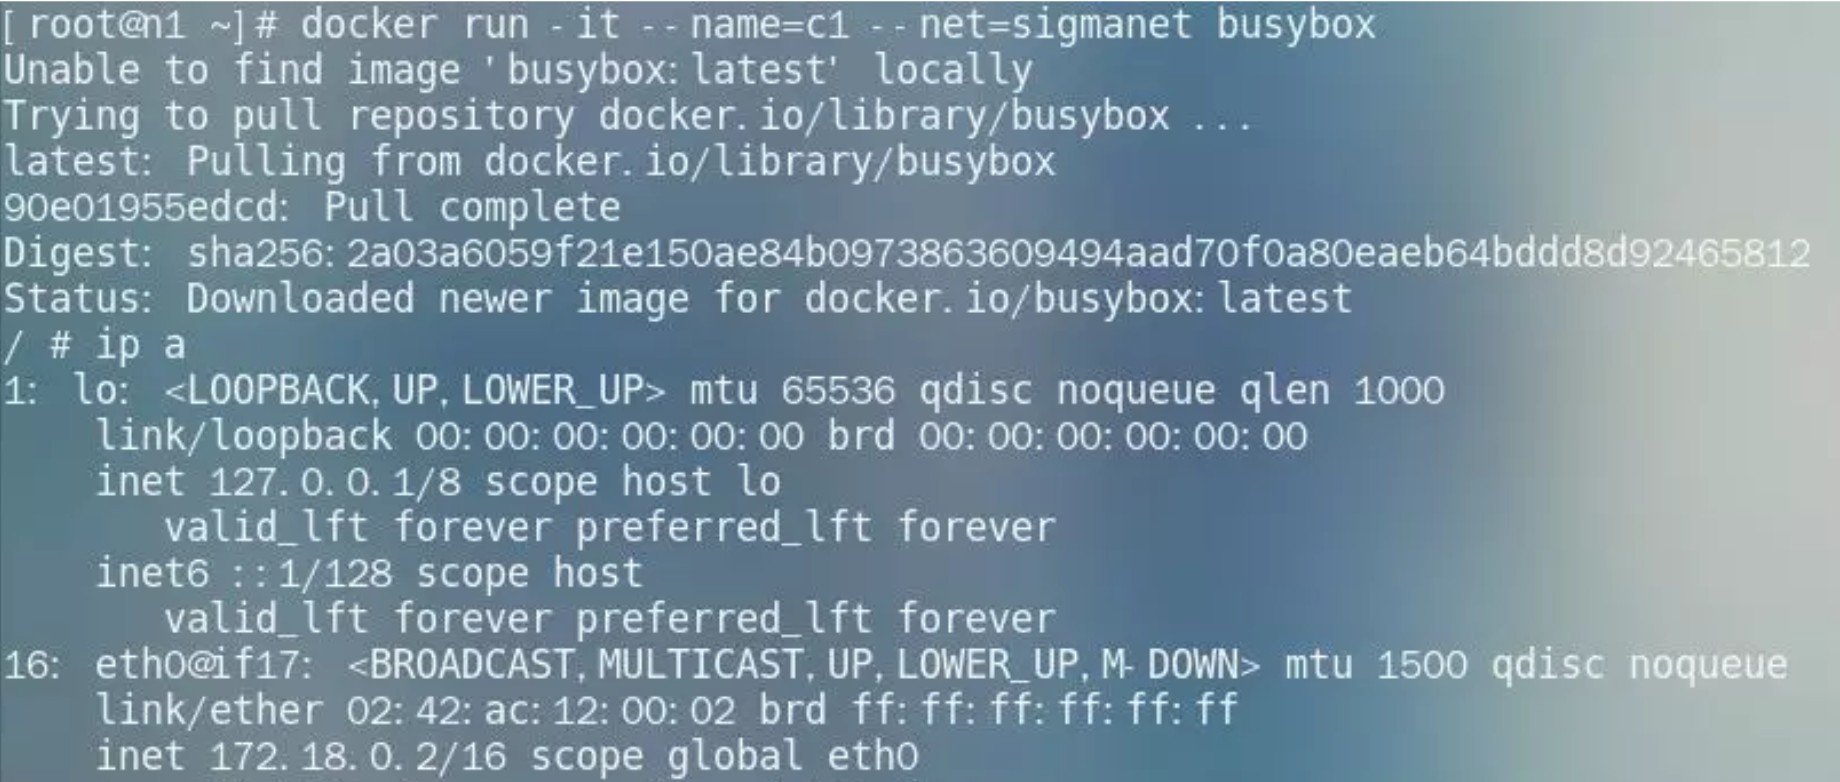 [root@n1 ~]# docker run -it --name=c1 --net=sigmanet busybox
Unable to find image 'busybox:latest' locally
Trying to pull repository docker.io/library/busybox ...
latest: Pulling from docker.io/library/busybox
90e01955edcd: Pull complete
Digest: sha256:2a03a6059f21e150ae84b0973863609494aad70f0a80eaeb64bddd8d92465812
Status: Downloaded newer image for docker.io/busybox:latest
/ # ip a
1: lo: <LOOPBACK,UP,LOWER_UP> mtu 65536 qdisc noqueue qlen 1000
    link/loopback 00:00:00:00:00:00 brd 00:00:00:00:00:00
    inet 127.0.0.1/8 scope host lo
       valid_lft forever preferred_lft forever
    inet6 ::1/128 scope host
       valid_lft forever preferred_lft forever
16: eth0@if17: <BROADCAST,MULTICAST,UP,LOWER_UP,M-DOWN> mtu 1500 qdisc noqueue
    link/ether 02:42:ac:12:00:02 brd ff:ff:ff:ff:ff:ff
    inet 172.18.0.2/16 scope global eth0